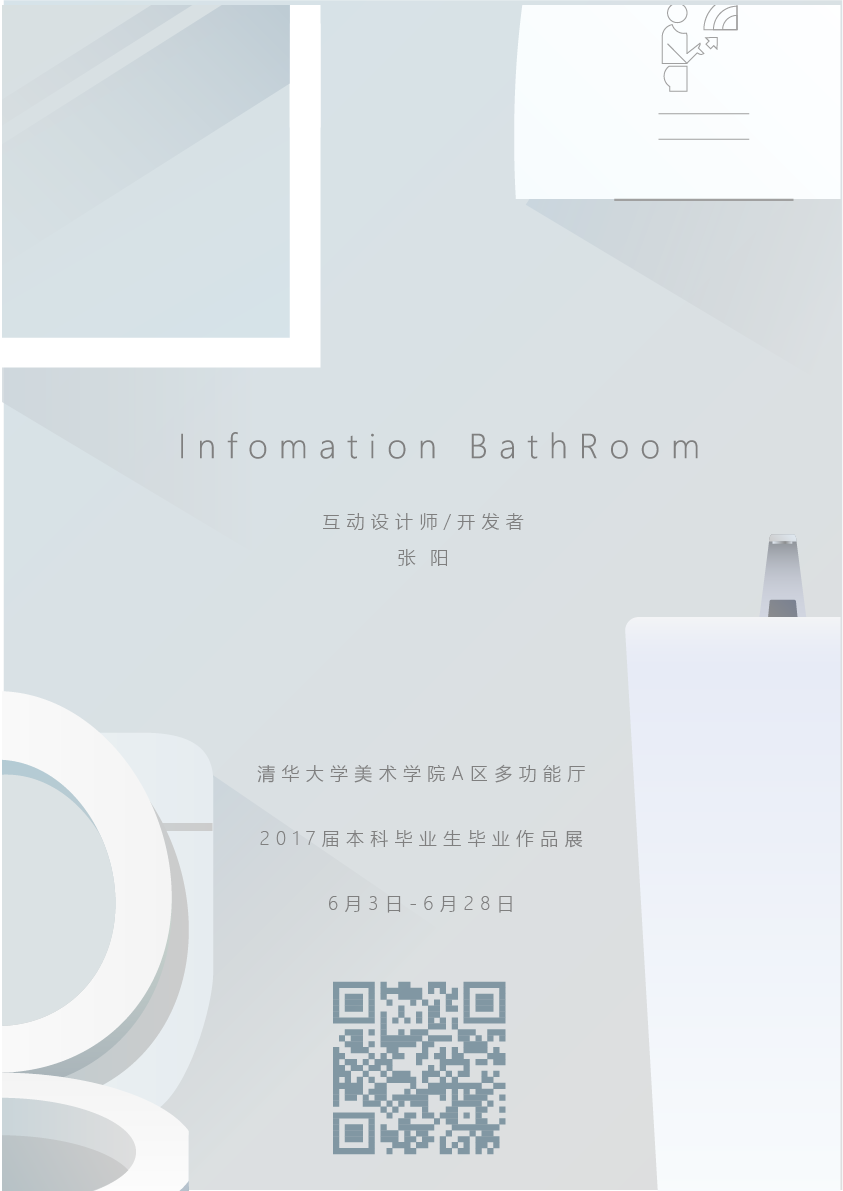 Infomation BathRoom
互动设计师/开发者
张 阳
清华大学美术学院A区多功能厅
2017届本科毕业生毕业作品展
6月3日-6月28日